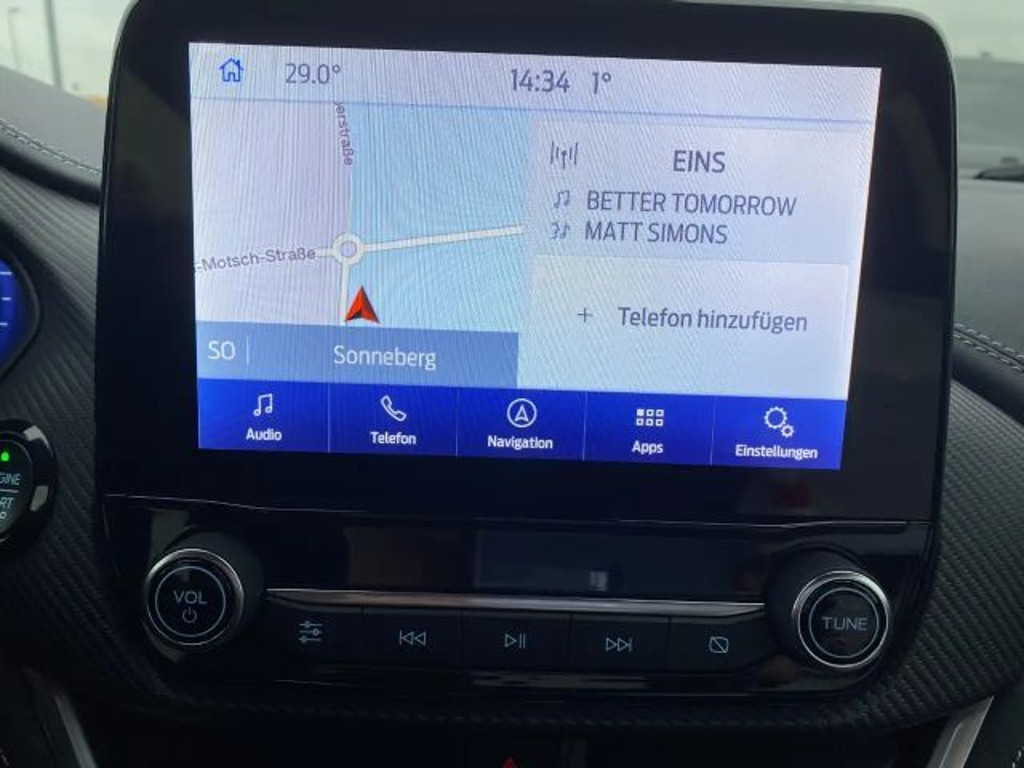 29.0°
14:34 1°
erstraße
-Motsch-Straße
EINS
BETTER TOMORROW
MATT SIMONS
+ Telefon hinzufügen
SO
Sonneberg
Audio
Telefon
Navigation
Apps
Einstellungen
VOL
TUNE